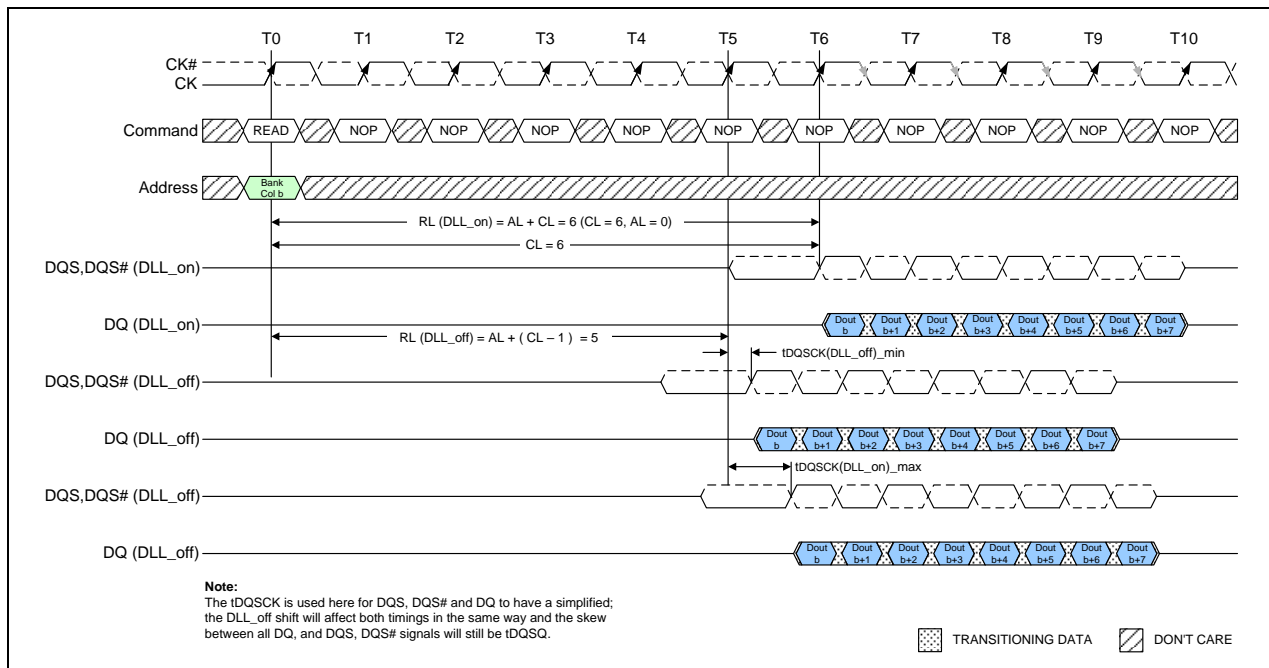 T0 T1 T2 T3 T4 T5 T6 T7 T8 T9 T10
CK#
CK
Command READ NOP NOP NOP NOP NOP NOP NOP NOP NOP NOP
Address Bank
Col b
RL (DLL_on) = AL + CL = 6 (CL = 6, AL = 0)
CL = 6
DQS,DQS# (DLL_on)
DQ (DLL_on) Dout b Dout b+1 Dout b+2 Dout b+3 Dout b+4 Dout b+5 Dout b+6 Dout b+7
RL (DLL_off) = AL + ( CL – 1 ) = 5
tDQSCK(DLL_off)_min
DQS,DQS# (DLL_off)
DQ (DLL_off) Dout b Dout b+1 Dout b+2 Dout b+3 Dout b+4 Dout b+5 Dout b+6 Dout b+7
tDQSCK(DLL_on)_max
DQS,DQS# (DLL_off)
DQ (DLL_off) Dout b Dout b+1 Dout b+2 Dout b+3 Dout b+4 Dout b+5 Dout b+6 Dout b+7
Note:
The tDQSCK is used here for DQS, DQS# and DQ to have a simplified;
the DLL_off shift will affect both timings in the same way and the skew
between all DQ, and DQS, DQS# signals will still be tDQSQ.
TRANSITIONING DATA DON'T CARE